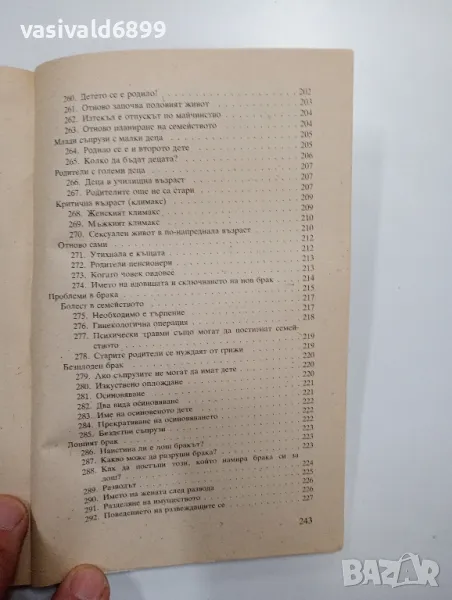 vasivald6899
260. Детето се е родило? . . . 202
261. Отново започва половият живот . . . 203
262. Изтекъл е отпускът по майчинство . . . 204
263. Отново планиране на семейството . . . 204
Млади съпрузи с малки деца . . . 205
264. Родило се е и второто дете . . . 205
265. Колко да бъдат децата? . . . 206
Родители с големи деца . . . 207
266. Деца в училищна възраст . . . 207
267. Родителите още не са стари . . . 207
Критична възраст (климакс) . . . 209
268. Женският климакс . . . 209
269. Мъжкият климакс . . . 210
270. Сексуален живот в по-напреднала възраст . . . 210
Отново сами . . . 212
271. Утихнала е къщата . . . 212
272. Родители пенсионери . . . 212
273. Когато човек овдовее . . . 213
274. Името на вдовицата и сключването на нов брак . . . 214
Проблеми в брака . . . 215
Болест в семейството . . . 217
275. Необходимо е търпение . . . 217
276. Гинекологична операция . . . 218
277. Психически травми също могат да постигнат семей-
ството . . . 219
278. Старите родители се нуждаят от грижи . . . 219
Безплоден брак . . . 220
279. Ако съпрузите не могат да имат дете . . . 220
280. Изкуствено оплождане . . . 221
281. Осиновяване . . . 221
282. Два вида осиновяване . . . 222
283. Име на осиновеното дете . . . 222
284. Прекратяване на осиновяването . . . 222
285. Бездетни съпрузи . . . 223
Лошият брак . . . 223
286. Наистина ли е лош бракът? . . . 223
287. Какво може да разруши брака?
288. Как да постъпи този, който намира брака си за
лош? . . . 224
289. Разводът . . . 225
290. Името на жената след развода . . . 226
291. Разделяне на имуществото . . . 226
292. Поведението на развеждащите се . . . 227
243
BAZAR